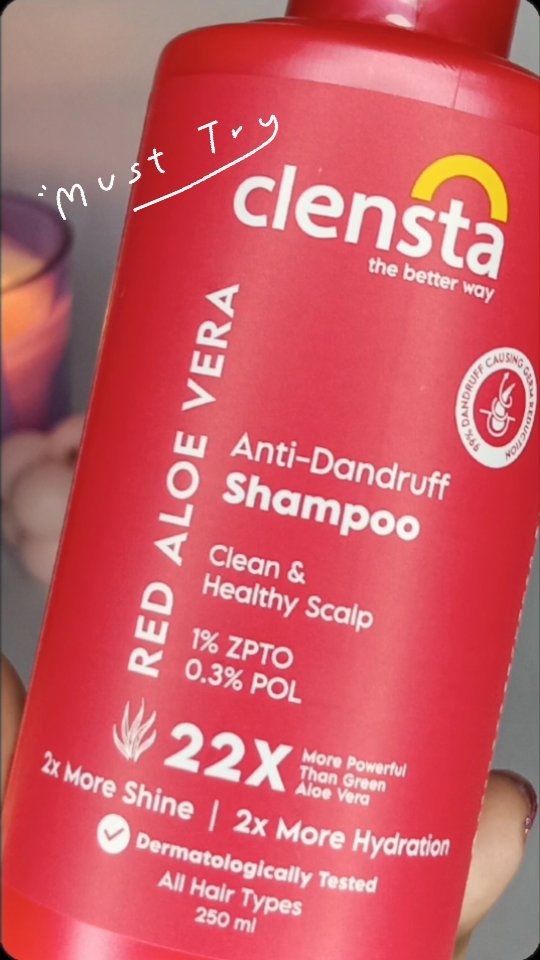 Must Try
clensta
the better way
99% DANDRUFF CAUSING GERM REDUCTION
RED ALOE VERA
Anti-Dandruff
Shampoo
Clean &
Healthy Scalp
1% ZPTO
0.3% POL
22X
More Powerful
Than Green
Aloe Vera
2x More Shine | 2x More Hydration
Dermatologically Tested
All Hair Types
250 ml